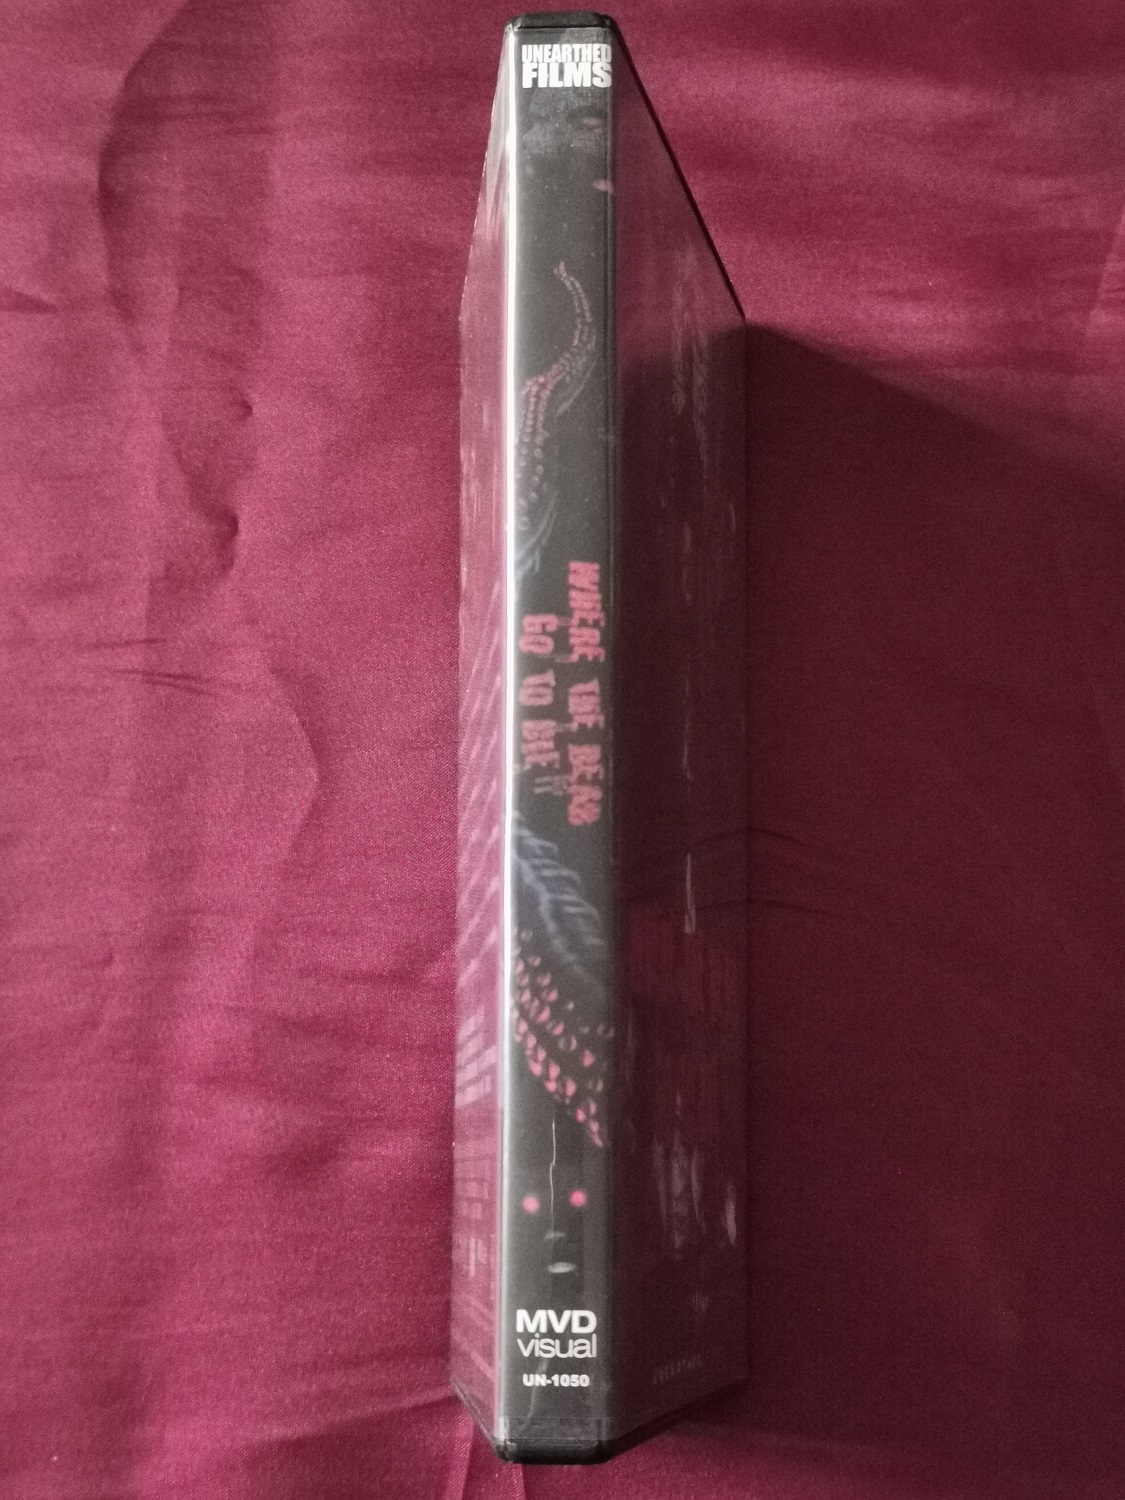 UNEARTHED
FILMS
WHERE THE DEAD
GO TO DIE
MVD
visual
UN-1050